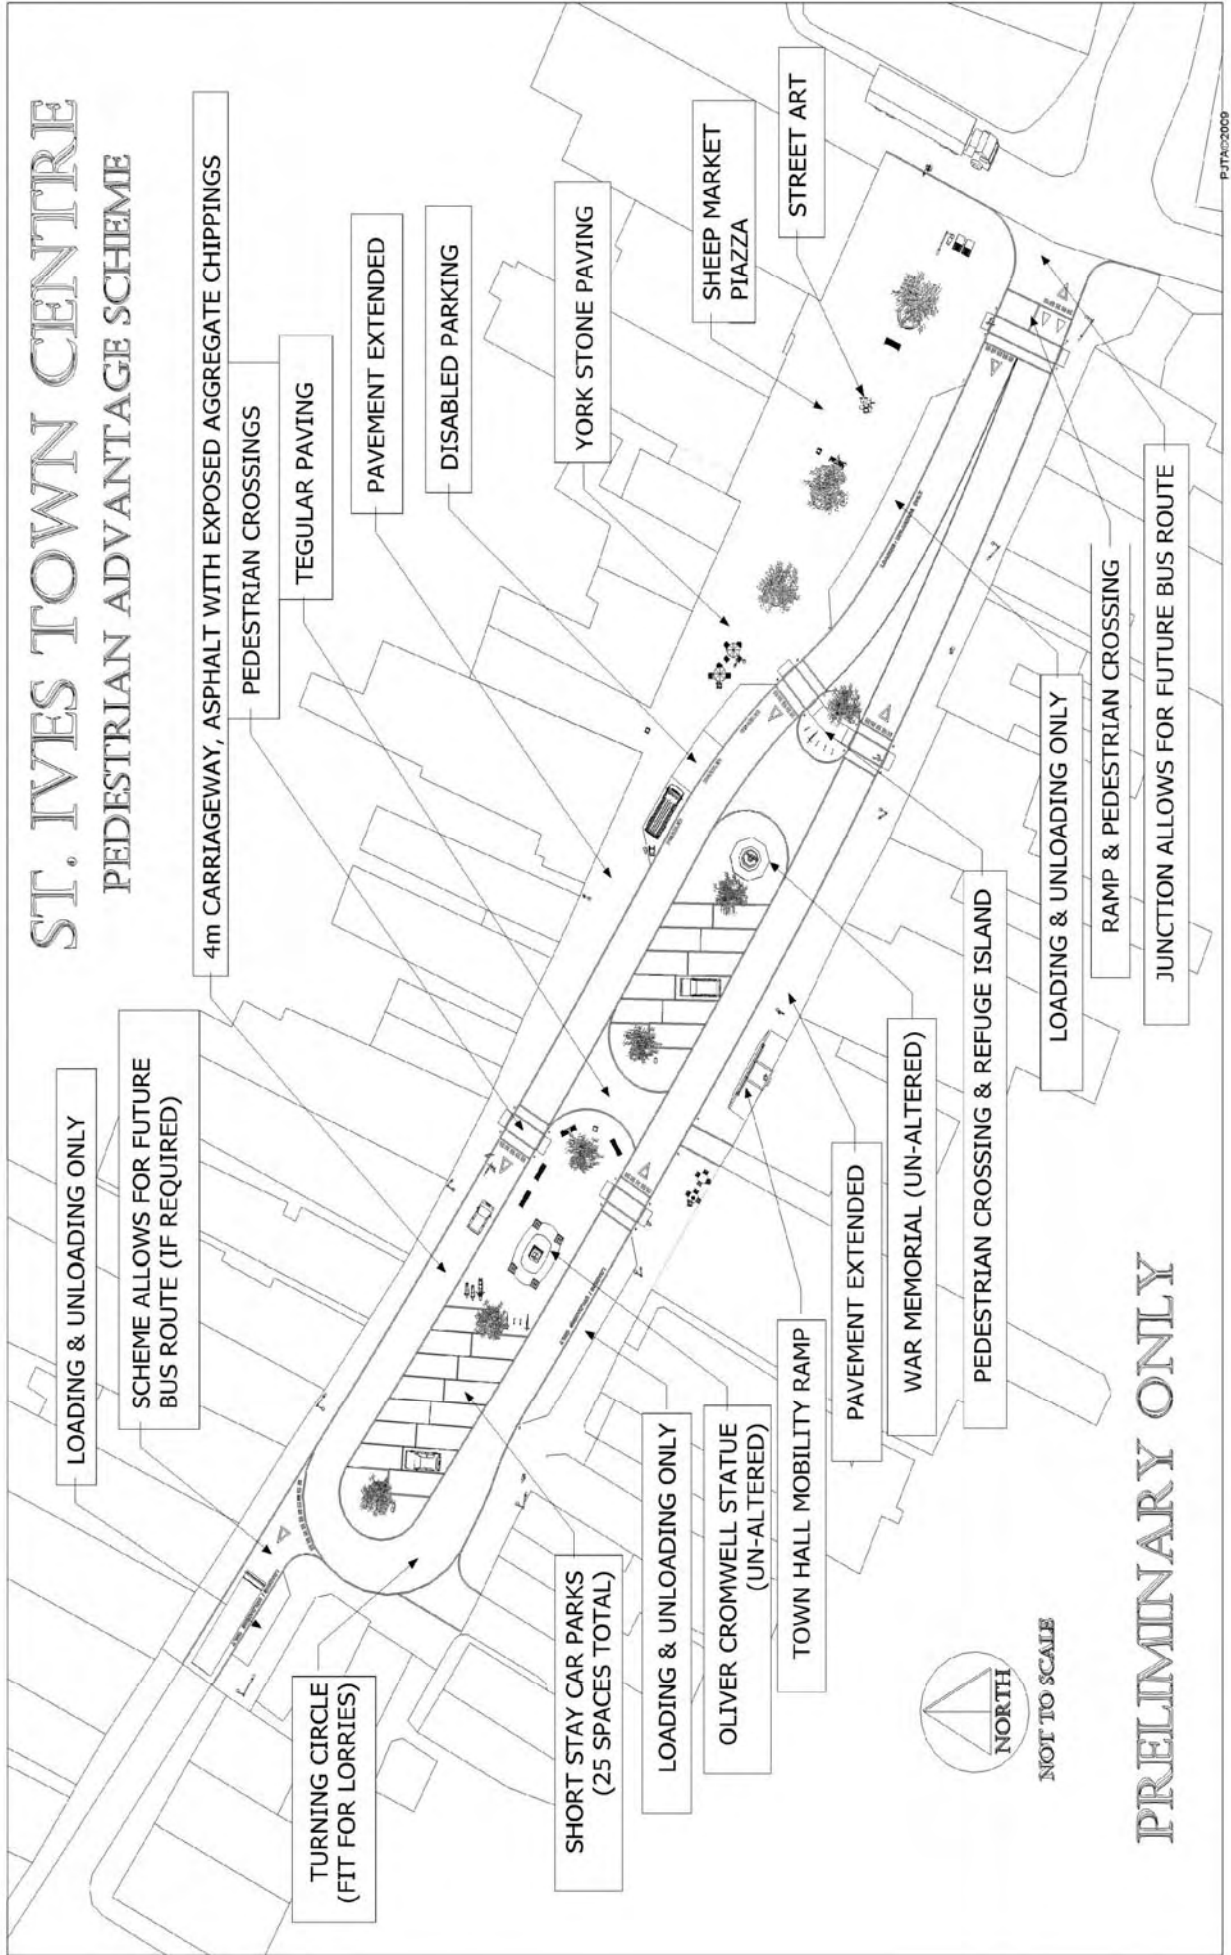 ST. IVES TOWN CENTRE
PEDESTRIAN ADVANTAGE SCHEME
4m CARRIAGEWAY, ASPHALT WITH EXPOSED AGGREGATE CHIPPINGS
PEDESTRIAN CROSSINGS
TEGULAR PAVING
PAVEMENT EXTENDED
DISABLED PARKING
YORK STONE PAVING
SHEEP MARKET
PIAZZA
STREET ART
LOADING & UNLOADING ONLY
SCHEME ALLOWS FOR FUTURE
BUS ROUTE (IF REQUIRED)
TURNING CIRCLE
(FIT FOR LORRIES)
SHORT STAY CAR PARKS
(25 SPACES TOTAL)
LOADING & UNLOADING ONLY
OLIVER CROMWELL STATUE
(UN-ALTERED)
TOWN HALL MOBILITY RAMP
PAVEMENT EXTENDED
WAR MEMORIAL (UN-ALTERED)
PEDESTRIAN CROSSING & REFUGE ISLAND
LOADING & UNLOADING ONLY
RAMP & PEDESTRIAN CROSSING
JUNCTION ALLOWS FOR FUTURE BUS ROUTE
NORTH
NOT TO SCALE
PRELIMINARY ONLY
PJTA©2009